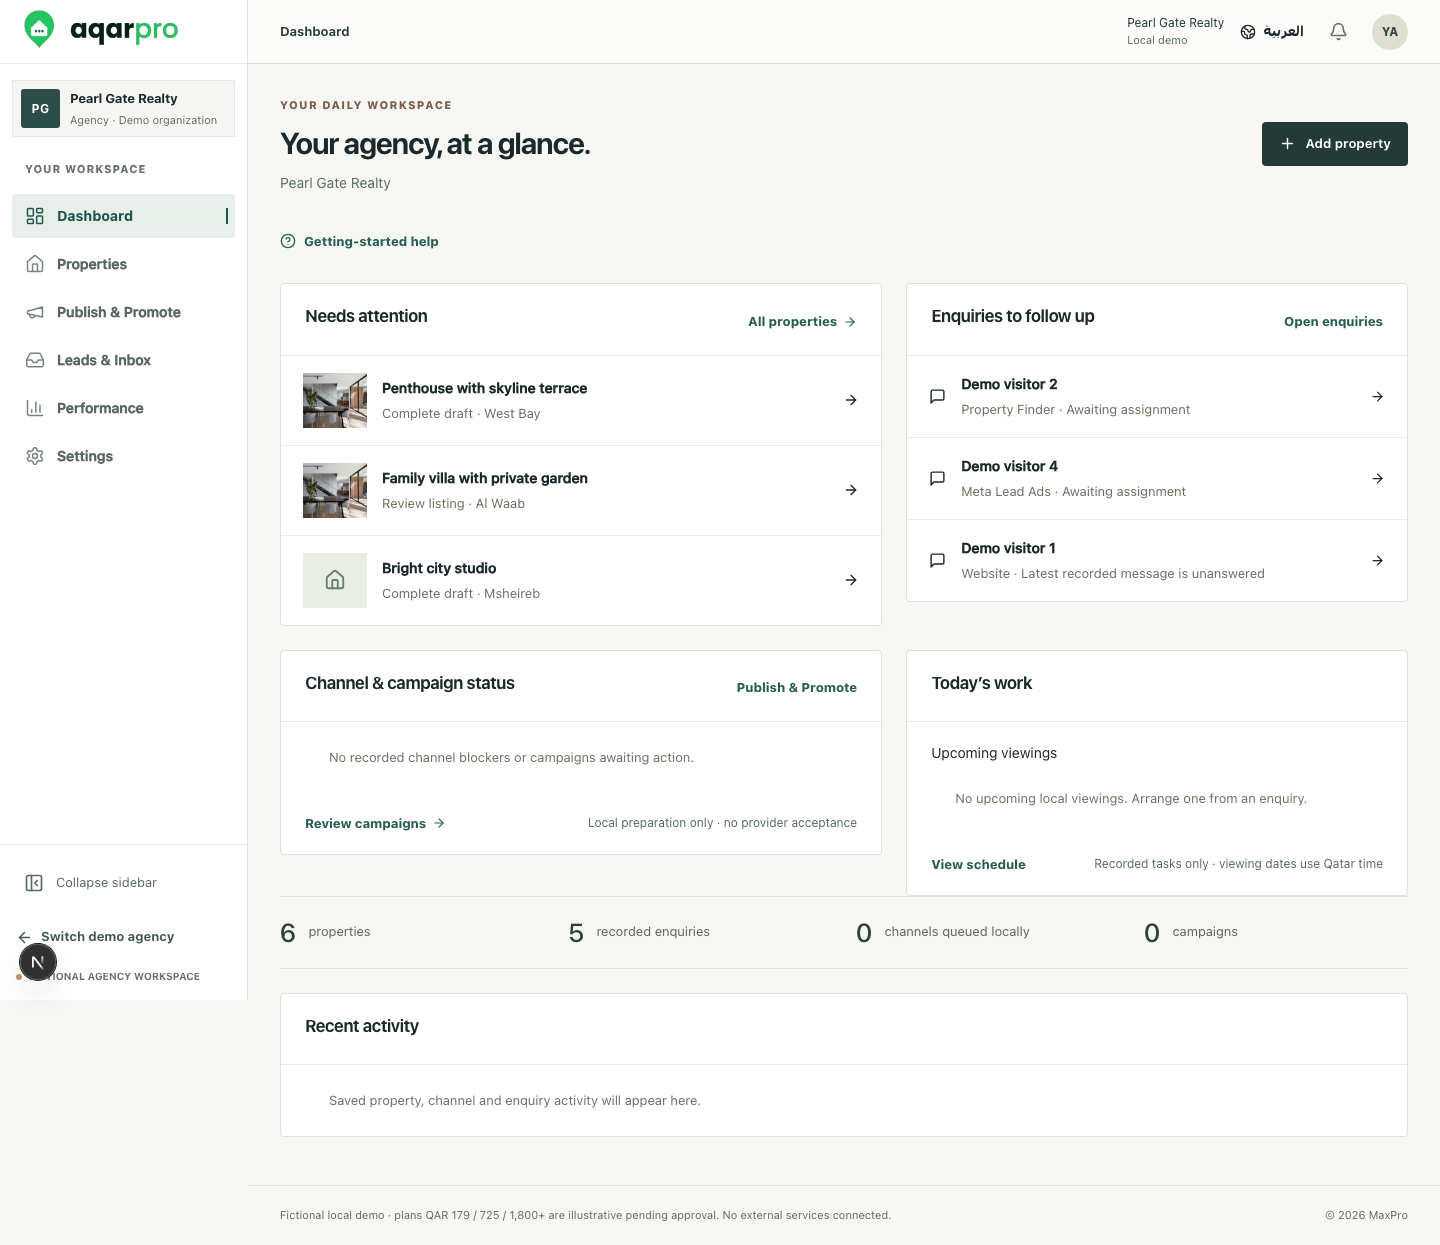 aqarpro
Dashboard
Pearl Gate Realty
Local demo
العربية
YA
PG
Pearl Gate Realty
Agency · Demo organization
YOUR WORKSPACE
Dashboard
Properties
Publish & Promote
Leads & Inbox
Performance
Settings
Collapse sidebar
Switch demo agency
N
AGENCY WORKSPACE
YOUR DAILY WORKSPACE
Your agency, at a glance.
Pearl Gate Realty
Add property
Getting-started help
Needs attention
All properties
Penthouse with skyline terrace
Complete draft · West Bay
Family villa with private garden
Review listing · Al Waab
Bright city studio
Complete draft · Msheireb
Enquiries to follow up
Open enquiries
Demo visitor 2
Property Finder · Awaiting assignment
Demo visitor 4
Meta Lead Ads · Awaiting assignment
Demo visitor 1
Website · Latest recorded message is unanswered
Channel & campaign status
Publish & Promote
No recorded channel blockers or campaigns awaiting action.
Review campaigns
Local preparation only · no provider acceptance
Today’s work
Upcoming viewings
No upcoming local viewings. Arrange one from an enquiry.
View schedule
Recorded tasks only · viewing dates use Qatar time
6 properties
5 recorded enquiries
0 channels queued locally
0 campaigns
Recent activity
Saved property, channel and enquiry activity will appear here.
Fictional local demo · plans QAR 179 / 725 / 1,800+ are illustrative pending approval. No external services connected.
© 2026 MaxPro